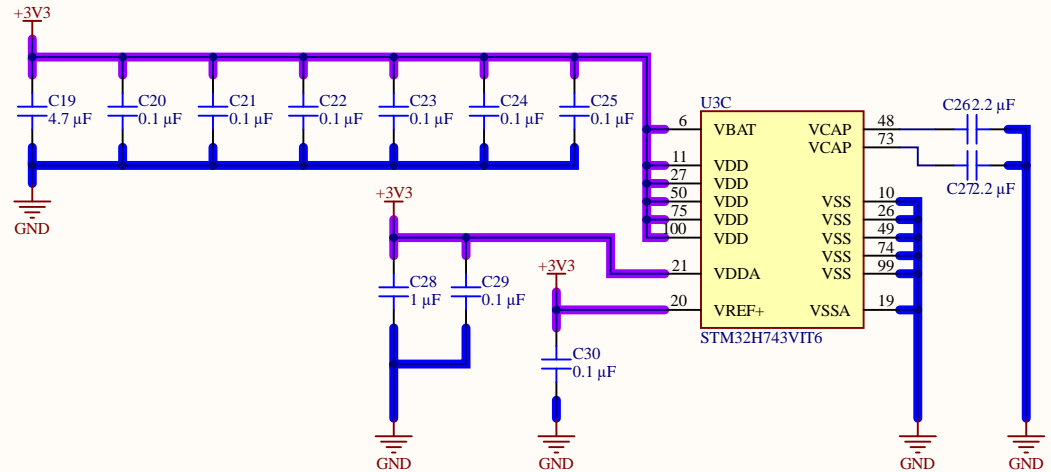 +3V3
C19
4.7 µF
C20
0.1 µF
C21
0.1 µF
C22
0.1 µF
C23
0.1 µF
C24
0.1 µF
C25
0.1 µF
GND
U3C
6 VBAT
11 VDD
27 VDD
50 VDD
75 VDD
100 VDD
21 VDDA
20 VREF+
VCAP 48
VCAP 73
VSS 10
VSS 26
VSS 49
VSS 74
VSS 99
VSSA 19
STM32H743VIT6
C26 2.2 µF
C27 2.2 µF
+3V3
C28
1 µF
C29
0.1 µF
GND
+3V3
C30
0.1 µF
GND
GND
GND